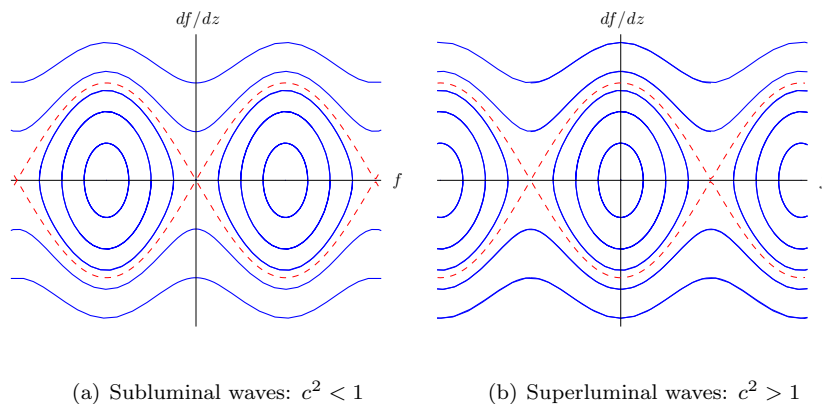 df/dz
df/dz
f
(a) Subluminal waves: c² < 1
(b) Superluminal waves: c² > 1